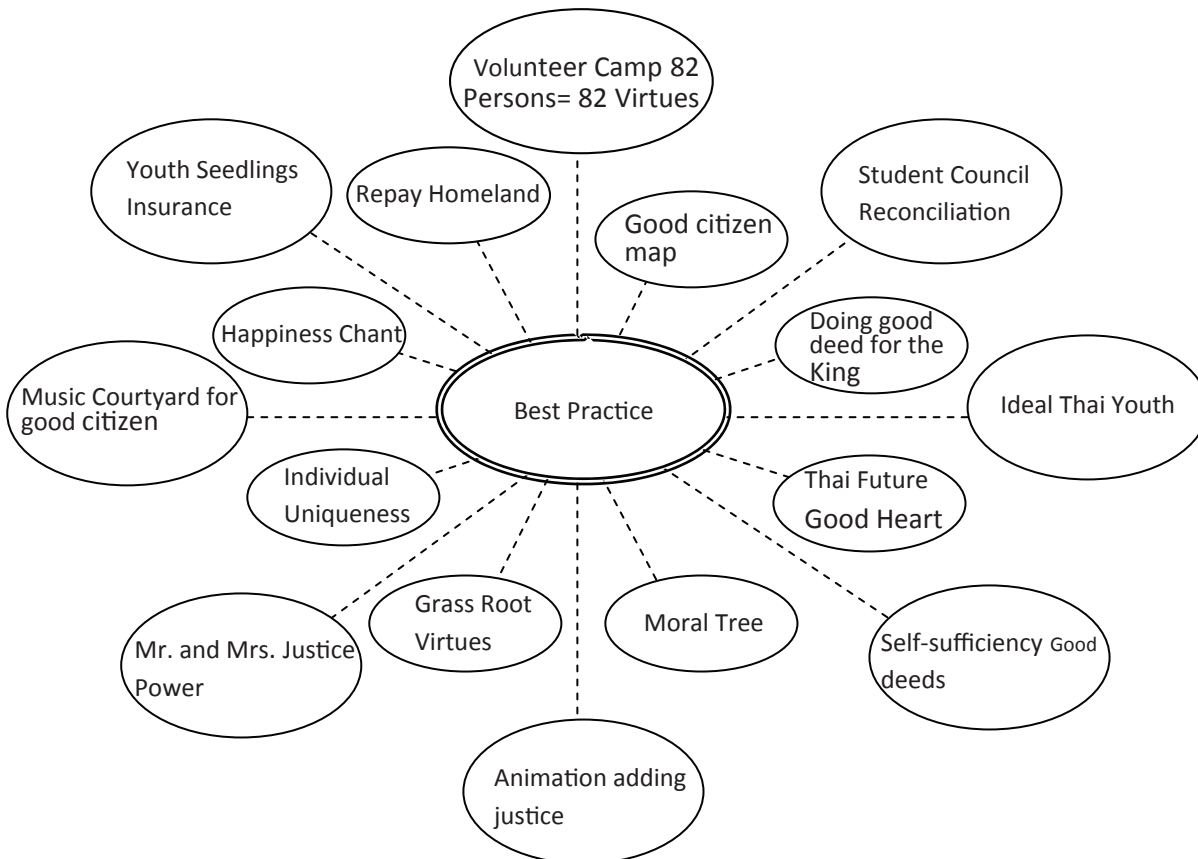 Volunteer Camp 82
Persons= 82 Virtues
Youth Seedlings
Insurance
Repay Homeland
Good citizen
map
Student Council
Reconciliation
Happiness Chant
Doing good
deed for the
King
Music Courtyard for
good citizen
Best Practice
Ideal Thai Youth
Individual
Uniqueness
Thai Future
Good Heart
Mr. and Mrs. Justice
Power
Grass Root
Virtues
Moral Tree
Self-sufficiency Good
deeds
Animation adding
justice